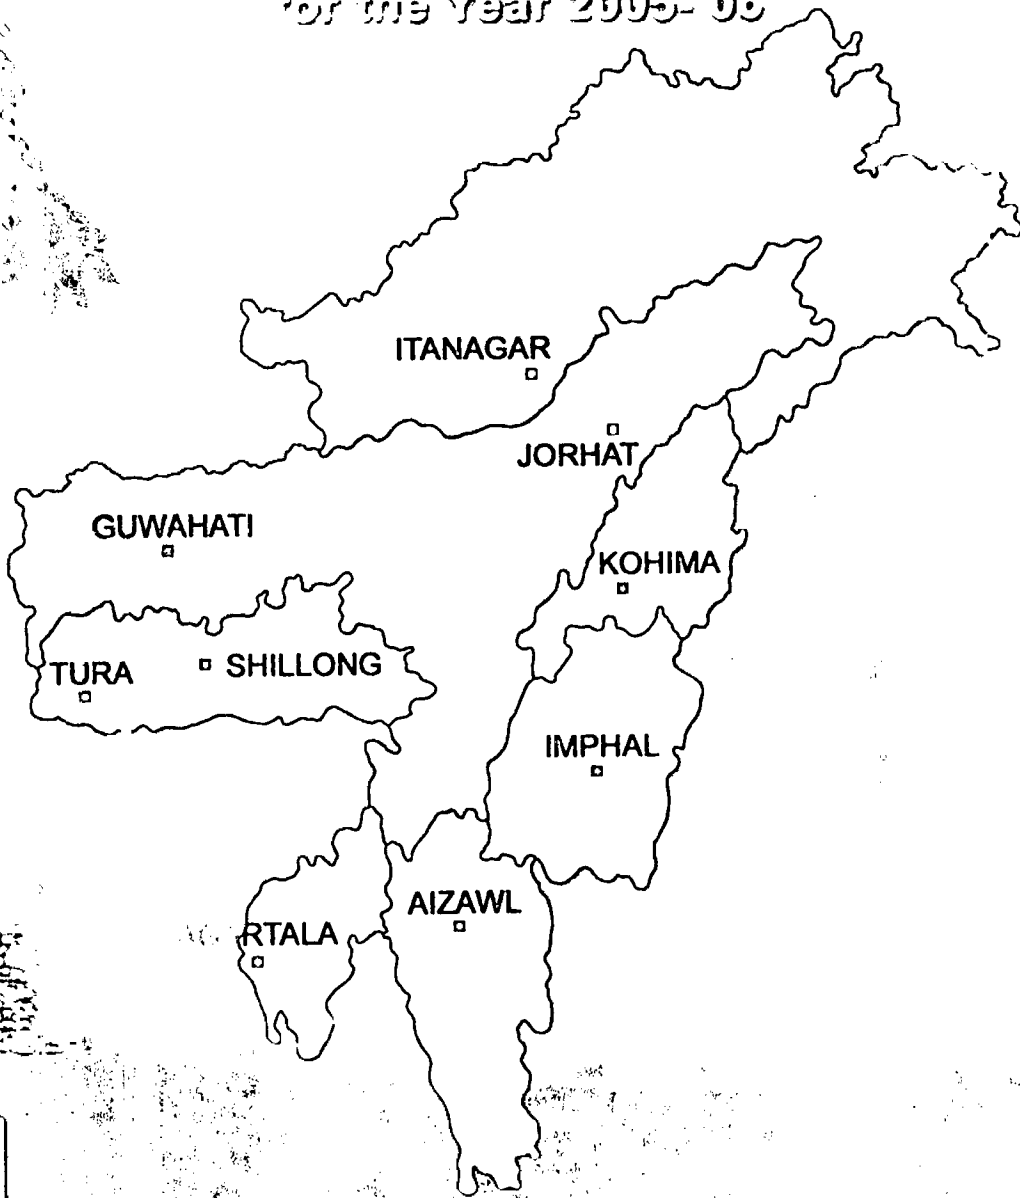 for the Year 2005-06
ITANAGAR
JORHAT
GUWAHATI
KOHIMA
TURA
SHILLONG
IMPHAL
AIZAWL
RTALA